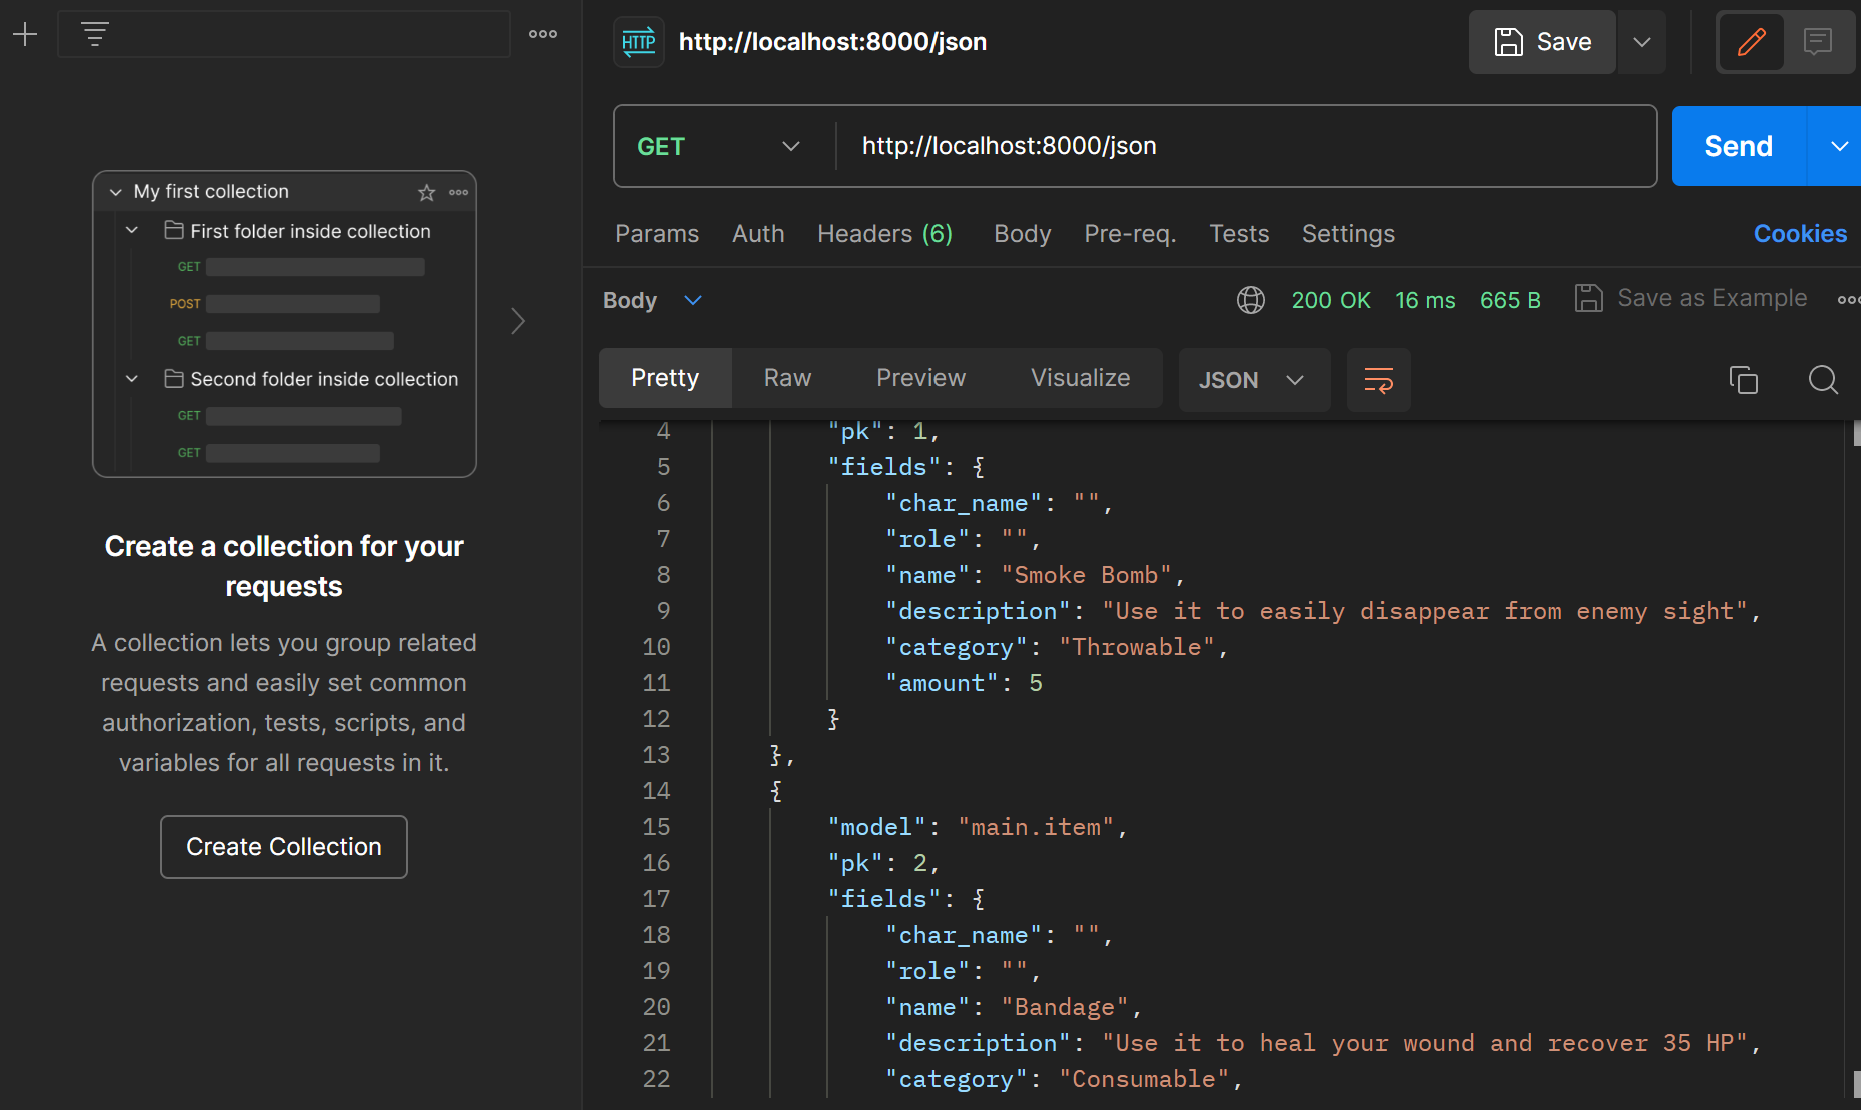 http://localhost:8000/json
Save
GET
http://localhost:8000/json
Send
Params Auth Headers (6) Body Pre-req. Tests Settings Cookies
Body 200 OK 16 ms 665 B Save as Example
Pretty Raw Preview Visualize JSON
4 "pk": 1,
5 "fields": {
6 "char_name": "",
7 "role": "",
8 "name": "Smoke Bomb",
9 "description": "Use it to easily disappear from enemy sight",
10 "category": "Throwable",
11 "amount": 5
12 }
13 },
14 {
15 "model": "main.item",
16 "pk": 2,
17 "fields": {
18 "char_name": "",
19 "role": "",
20 "name": "Bandage",
21 "description": "Use it to heal your wound and recover 35 HP",
22 "category": "Consumable",
My first collection
First folder inside collection
GET
POST
GET
Second folder inside collection
GET
GET
Create a collection for your
requests
A collection lets you group related
requests and easily set common
authorization, tests, scripts, and
variables for all requests in it.
Create Collection
HTTP